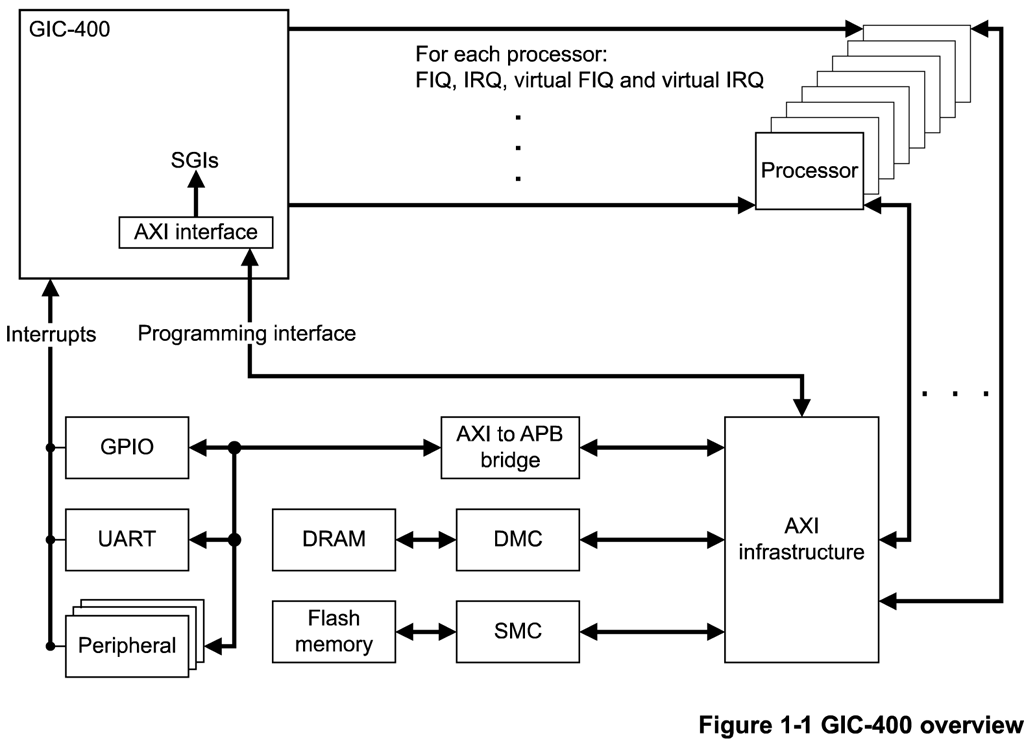 GIC-400
For each processor:
FIQ, IRQ, virtual FIQ and virtual IRQ
SGIs
Processor
AXI interface
Interrupts
Programming interface
GPIO
AXI to APB
bridge
UART
DRAM
DMC
AXI
infrastructure
Flash
memory
SMC
Peripheral
Figure 1-1 GIC-400 overview